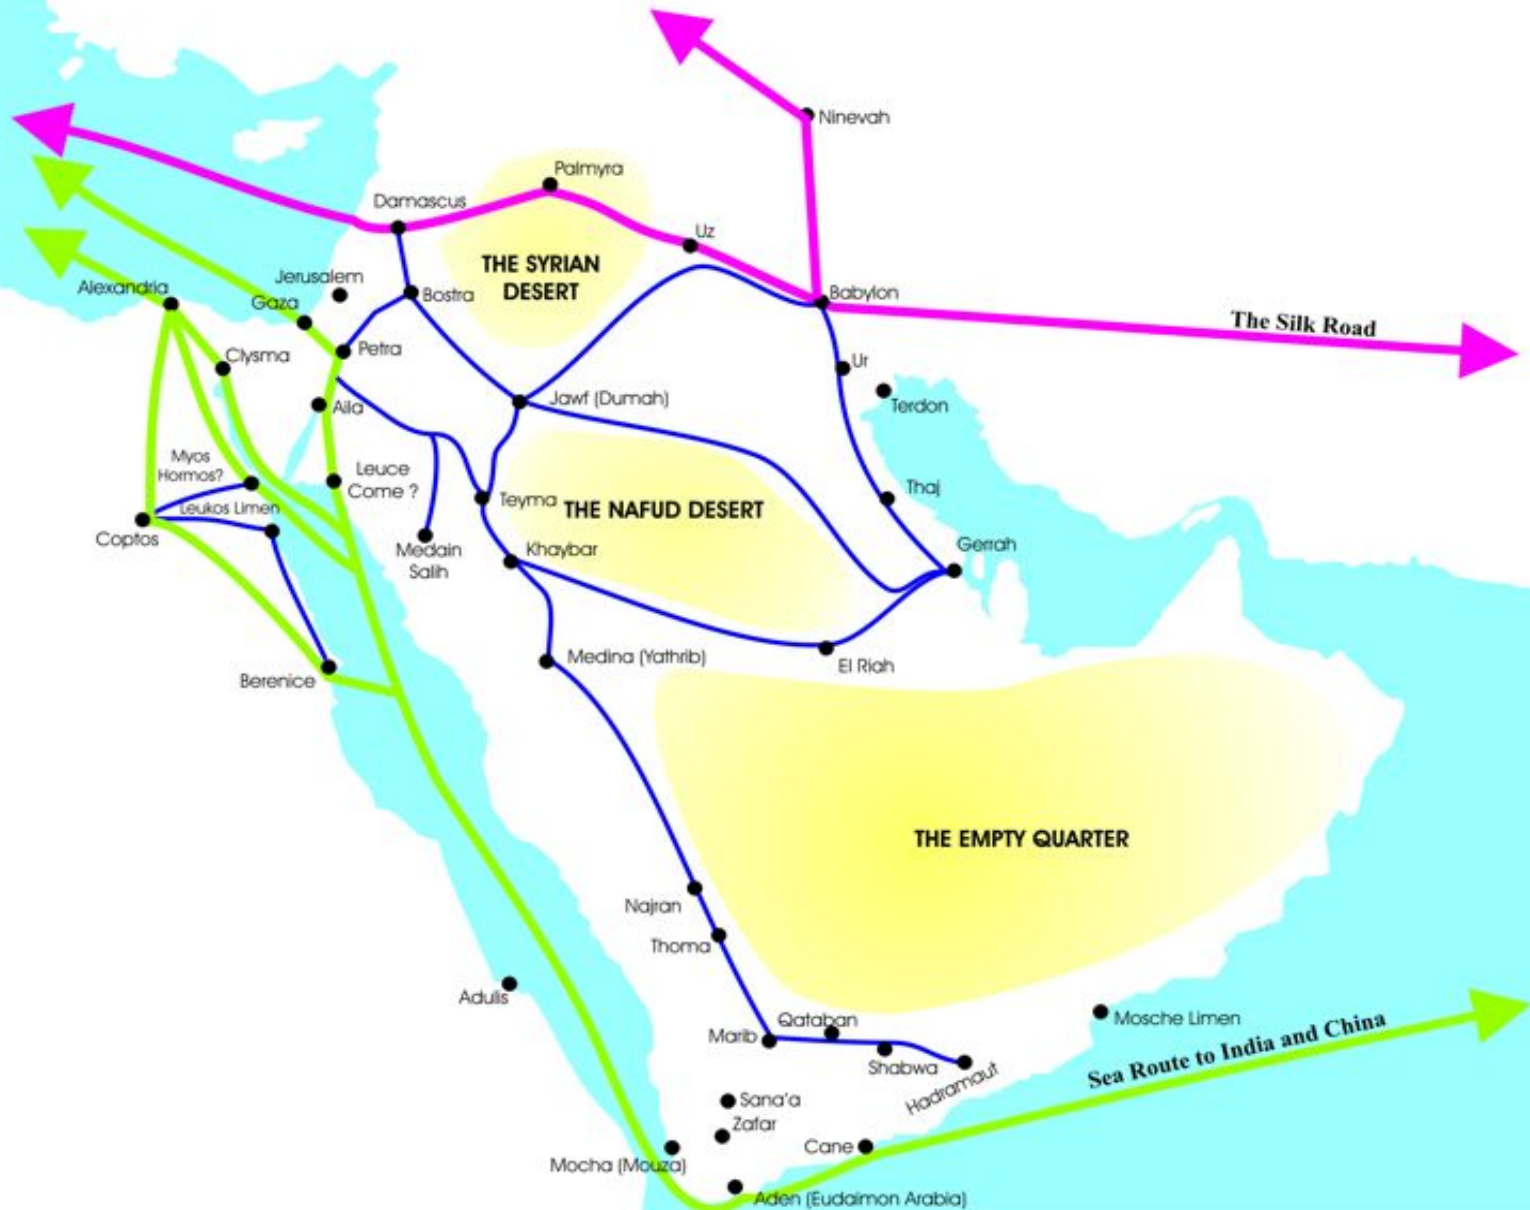 Ninevah
Palmyra
Damascus
Uz
THE SYRIAN
DESERT
Jerusalem
Alexandria
Gaza
Bostra
Babylon
The Silk Road
Clysma
Petra
Ur
Jawf (Dumah)
Aila
Terdon
Myos
Hormos?
Leuce
Come ?
Teyma
THE NAFUD DESERT
Thaj
Leukos Limen
Coptos
Medain
Salih
Khaybar
Gerrah
Medina (Yathrib)
El Riah
Berenice
THE EMPTY QUARTER
Najran
Thoma
Adulis
Marib
Qataban
Shabwa
Hadramaut
Mosche Limen
Sea Route to India and China
Sana'a
Zafar
Cane
Mocha (Mouza)
Aden (Eudaimon Arabia)